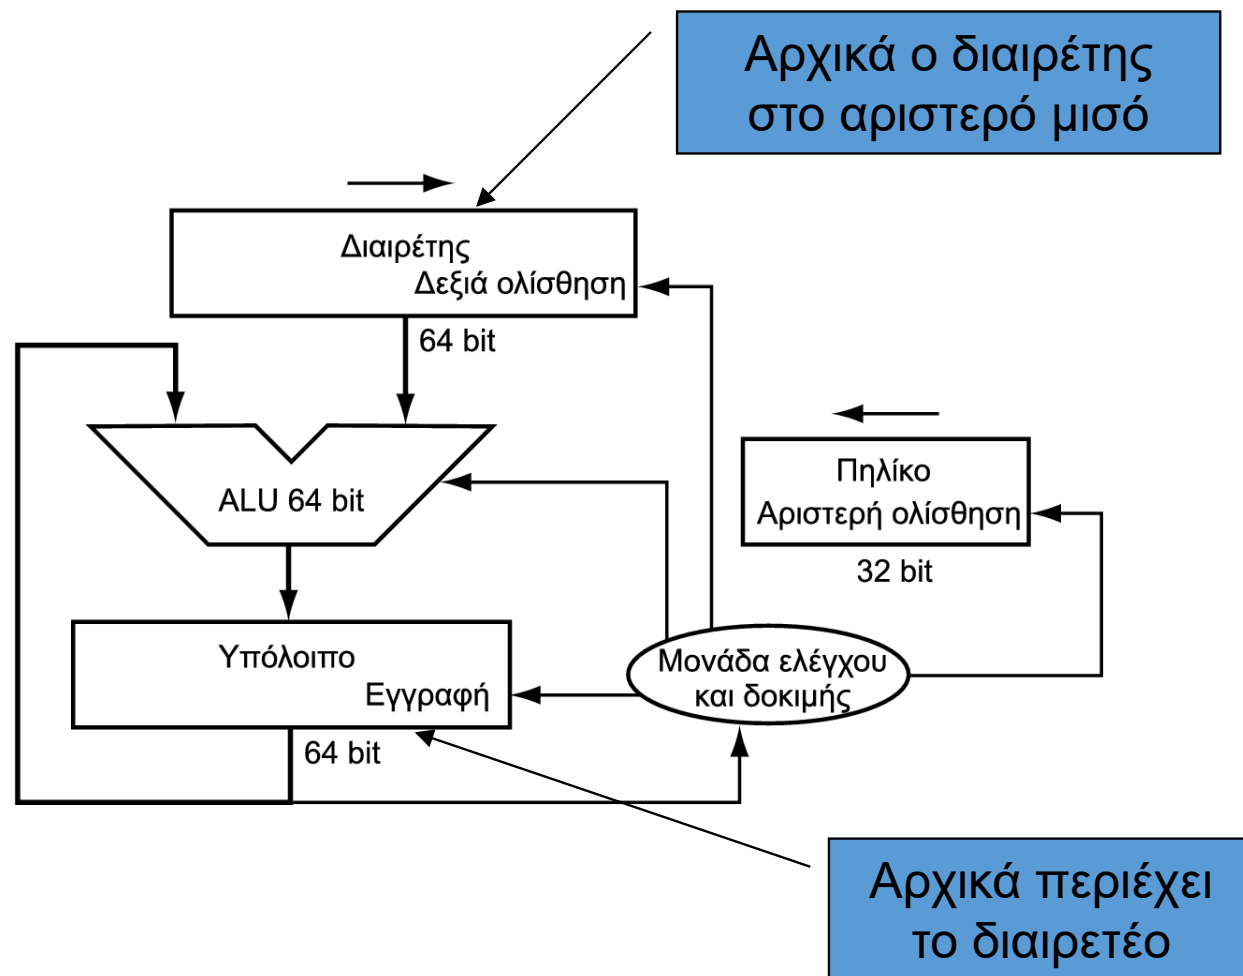 Αρχικά ο διαιρέτης
στο αριστερό μισό
Διαιρέτης
Δεξιά ολίσθηση
64 bit
ALU 64 bit
Πηλίκο
Αριστερή ολίσθηση
32 bit
Υπόλοιπο
Εγγραφή
64 bit
Μονάδα ελέγχου
και δοκιμής
Αρχικά περιέχει
το διαιρετέο